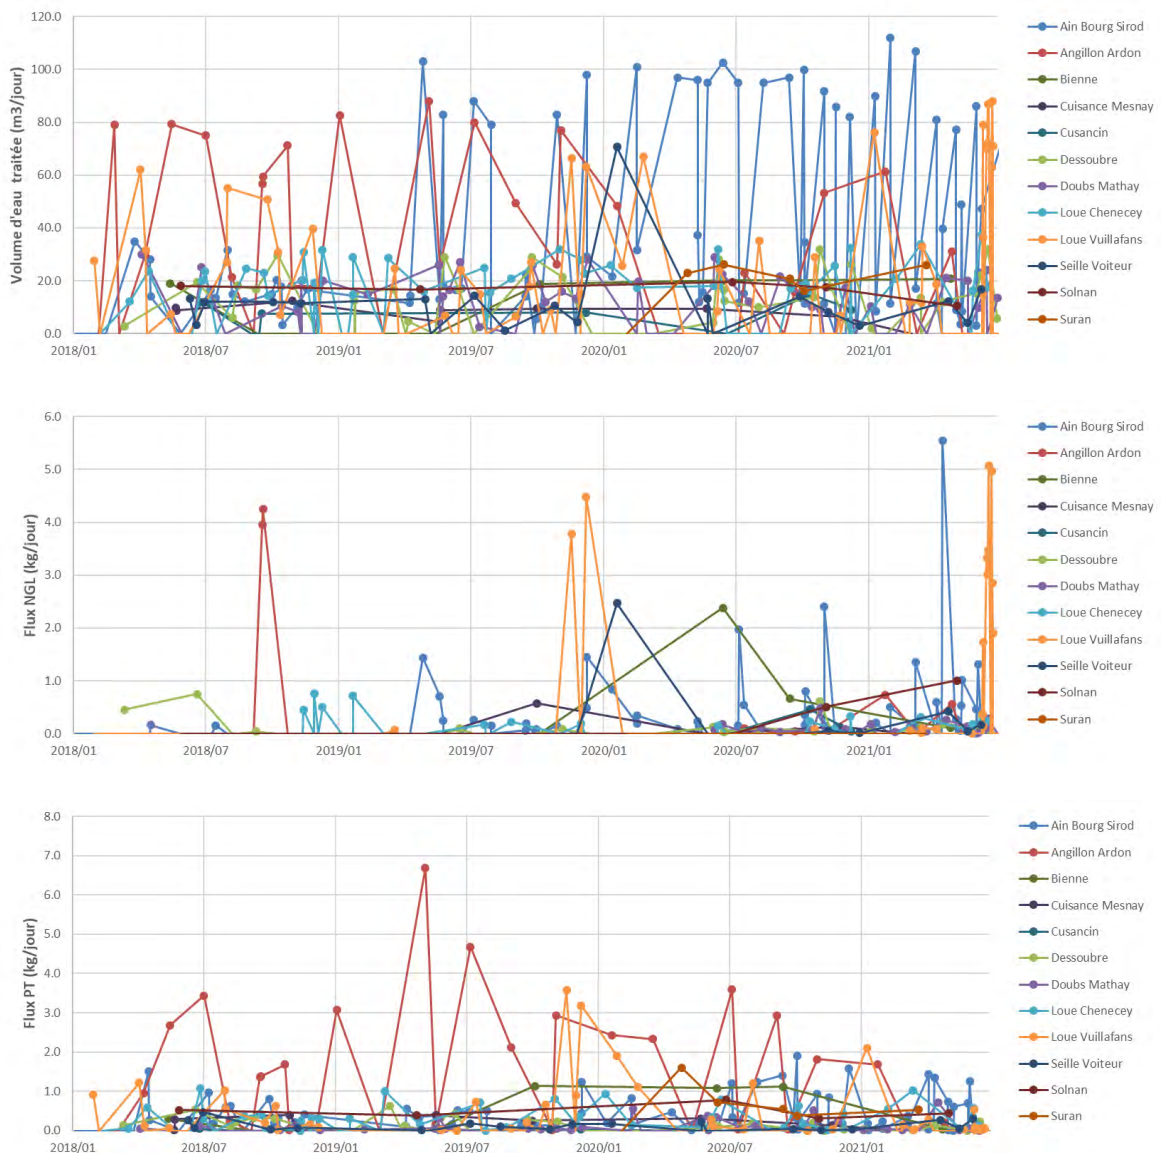 Volume d'eau traitée (m3/jour)
120.0
100.0
80.0
60.0
40.0
20.0
0.0
2018/01 2018/07 2019/01 2019/07 2020/01 2020/07 2021/01
Ain Bourg Sirod
Angillon Ardon
Bienne
Cuisance Mesnay
Cusancin
Dessoubre
Doubs Mathay
Loue Chenecey
Loue Vuillafans
Seille Voiteur
Solnan
Suran
Flux NGL (kg/jour)
6.0
5.0
4.0
3.0
2.0
1.0
0.0
2018/01 2018/07 2019/01 2019/07 2020/01 2020/07 2021/01
Ain Bourg Sirod
Angillon Ardon
Bienne
Cuisance Mesnay
Cusancin
Dessoubre
Doubs Mathay
Loue Chenecey
Loue Vuillafans
Seille Voiteur
Solnan
Suran
Flux PT (kg/jour)
8.0
7.0
6.0
5.0
4.0
3.0
2.0
1.0
0.0
2018/01 2018/07 2019/01 2019/07 2020/01 2020/07 2021/01
Ain Bourg Sirod
Angillon Ardon
Bienne
Cuisance Mesnay
Cusancin
Dessoubre
Doubs Mathay
Loue Chenecey
Loue Vuillafans
Seille Voiteur
Solnan
Suran